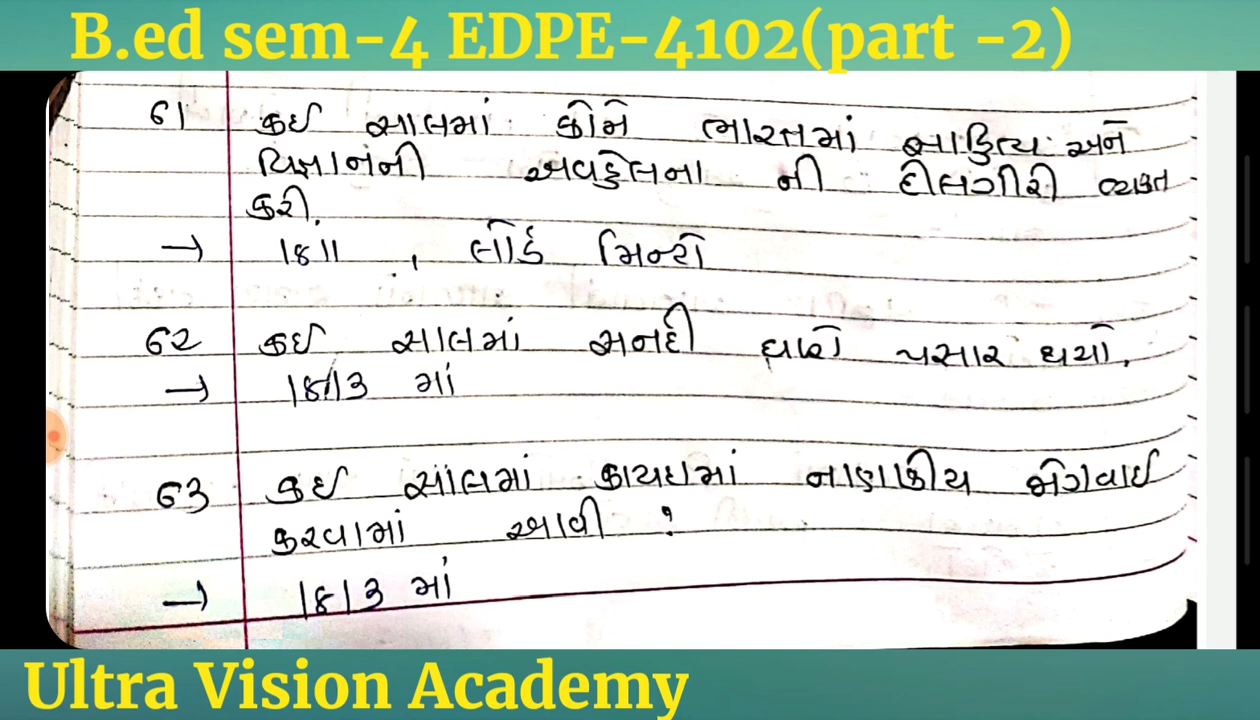 B.ed sem-4 EDPE-4102(part -2)
61 કઈ સાલમાં કોને ભારતમાં સાહિત્ય અને
વિજ્ઞાનની અવહેલના ની દીલગીરી વ્યક્ત
કરી.
→ 1811 , લોર્ડ મિન્ટો
62 કઈ સાલમાં સનદી ધારો પસાર થયો.
→ 1813 માં
63 કઈ સાલમાં કાયદામાં નાણાકીય જોગવાઈ
કરવામાં આવી ?
→ 1813 માં
Ultra Vision Academy